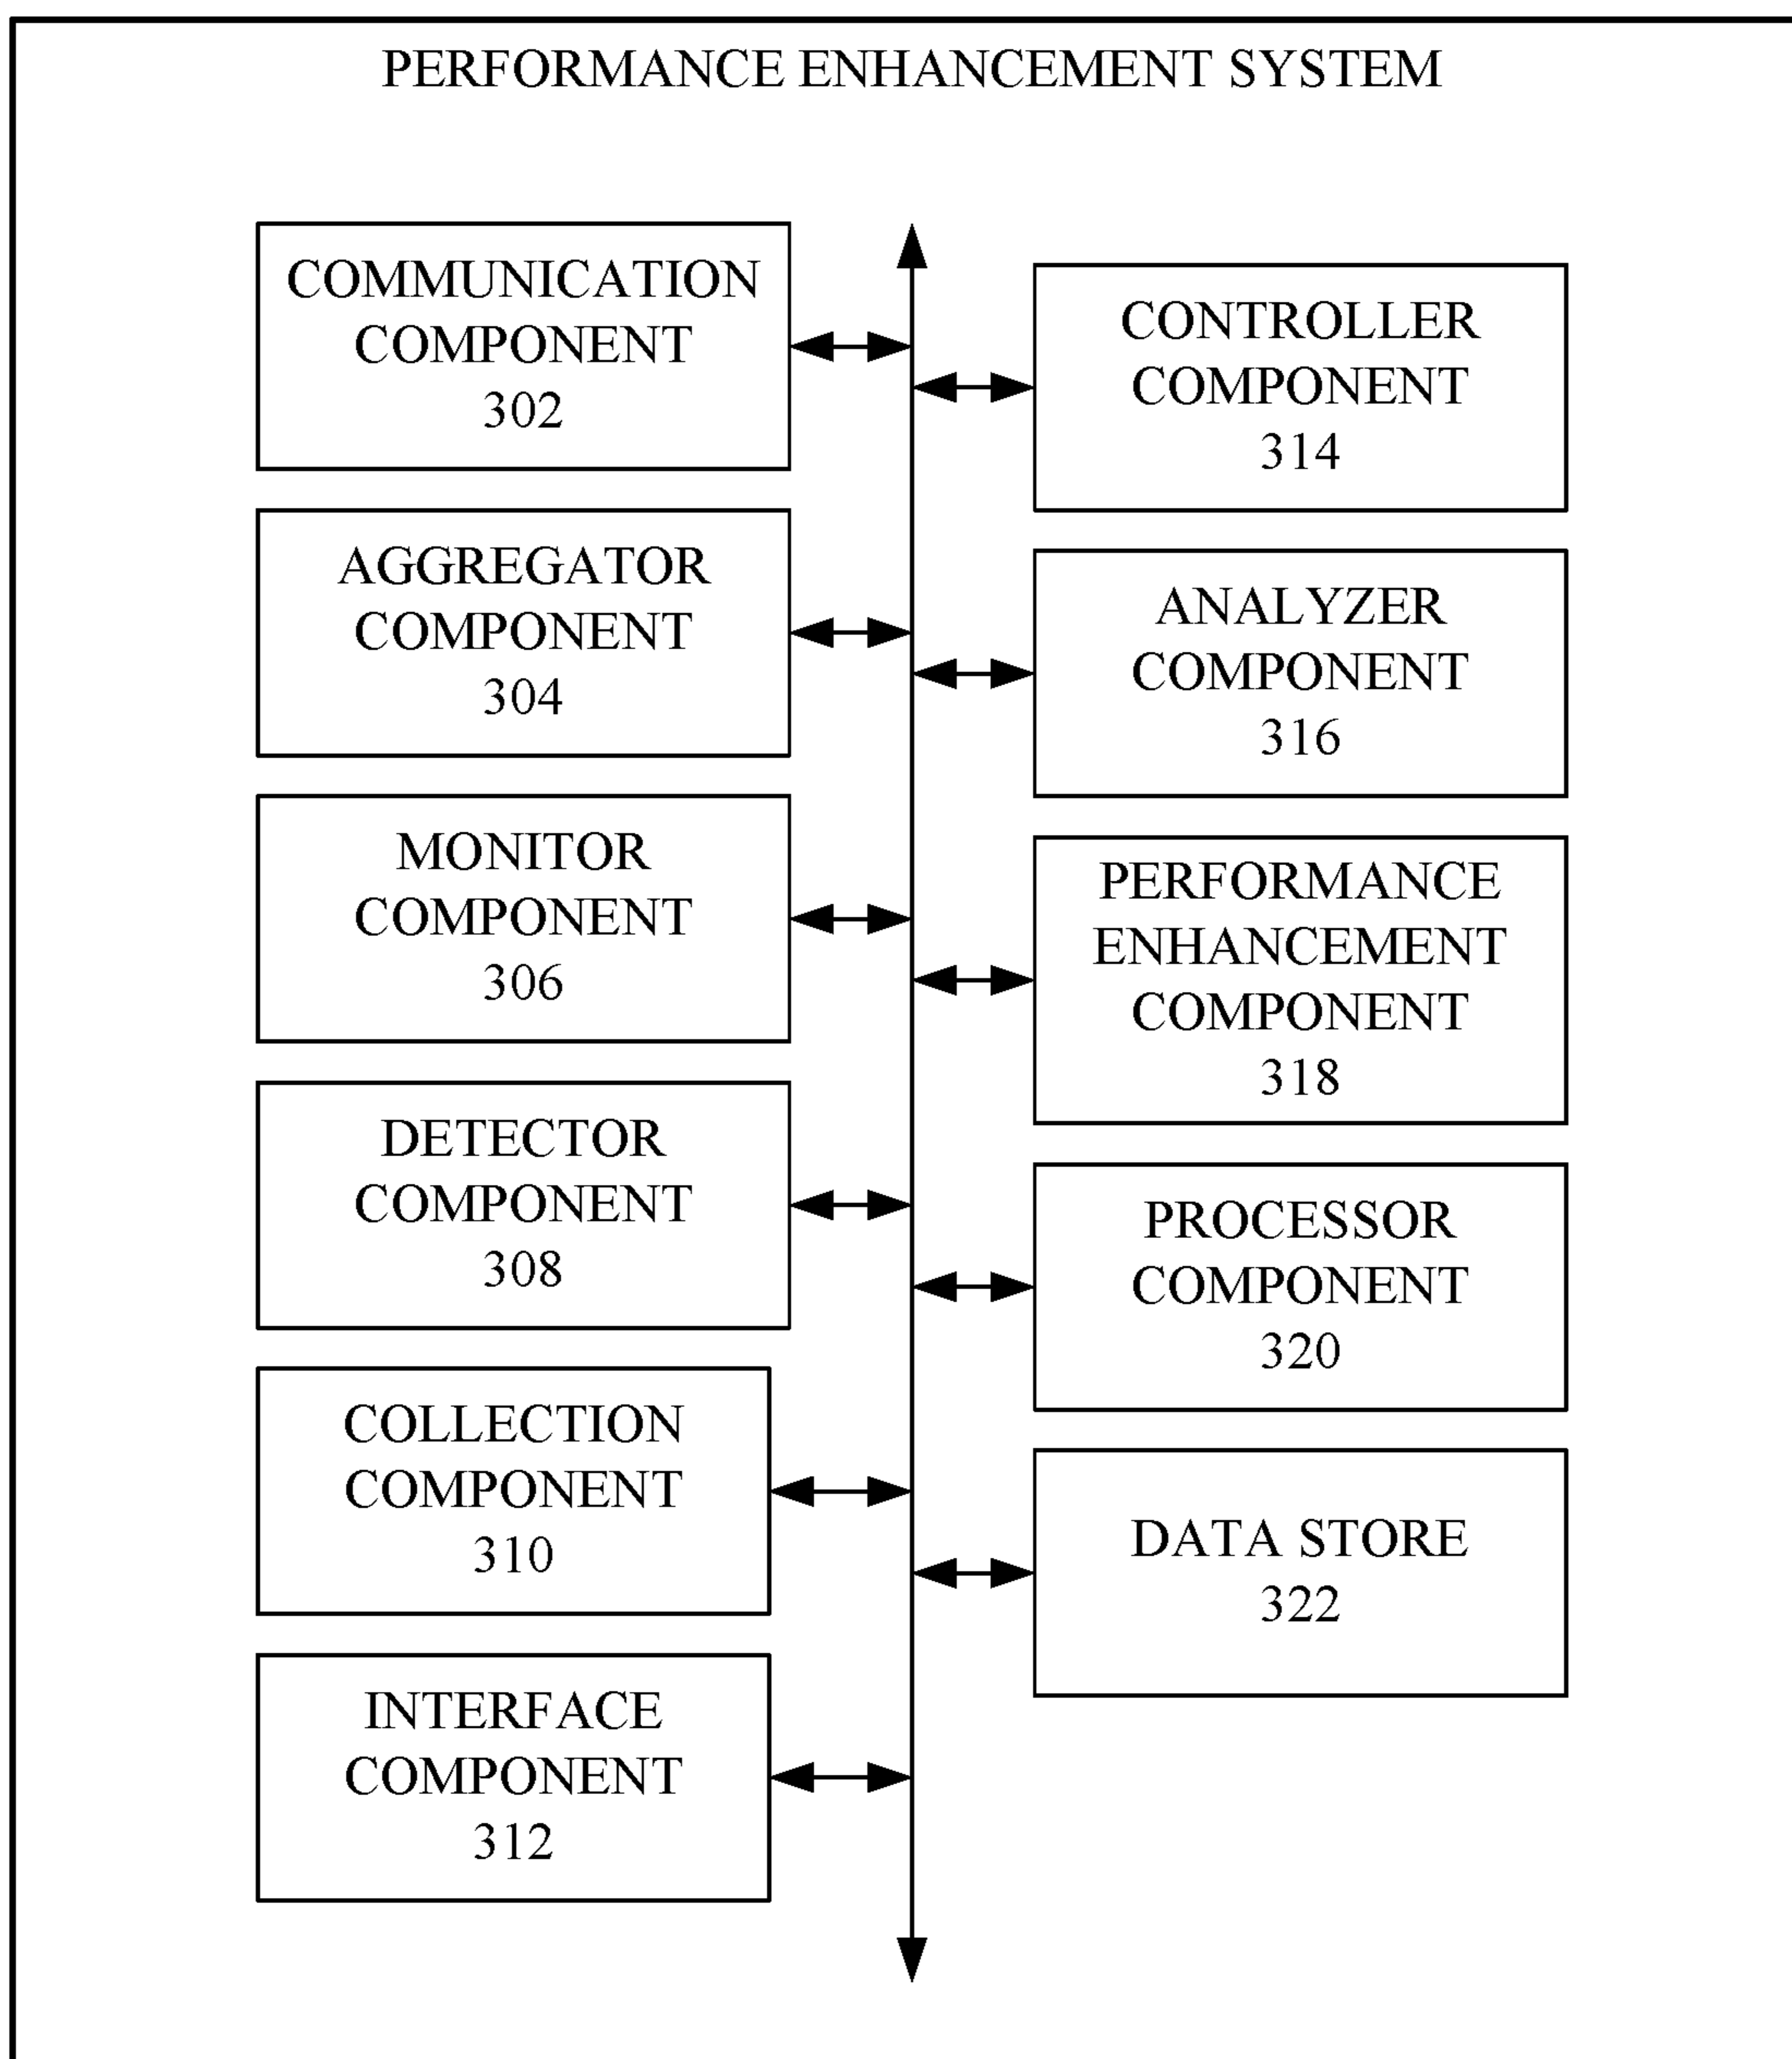 PERFORMANCE ENHANCEMENT SYSTEM
COMMUNICATION
COMPONENT
302
AGGREGATOR
COMPONENT
304
MONITOR
COMPONENT
306
DETECTOR
COMPONENT
308
COLLECTION
COMPONENT
310
INTERFACE
COMPONENT
312
CONTROLLER
COMPONENT
314
ANALYZER
COMPONENT
316
PERFORMANCE
ENHANCEMENT
COMPONENT
318
PROCESSOR
COMPONENT
320
DATA STORE
322